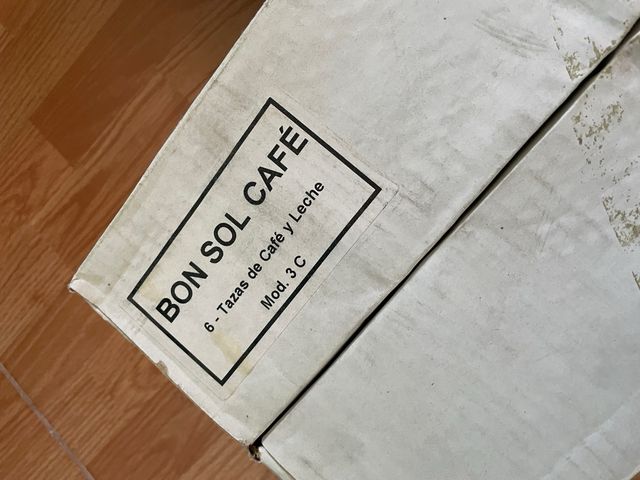 BON SOL CAFÉ
6 - Tazas de Café y Leche
Mod. 3 C